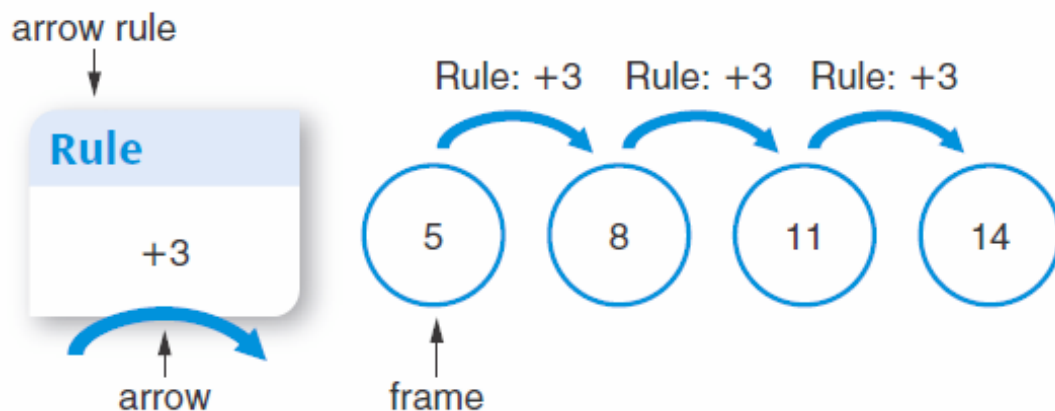 arrow rule
Rule
+3
arrow
Rule: +3 Rule: +3 Rule: +3
5 8 11 14
frame